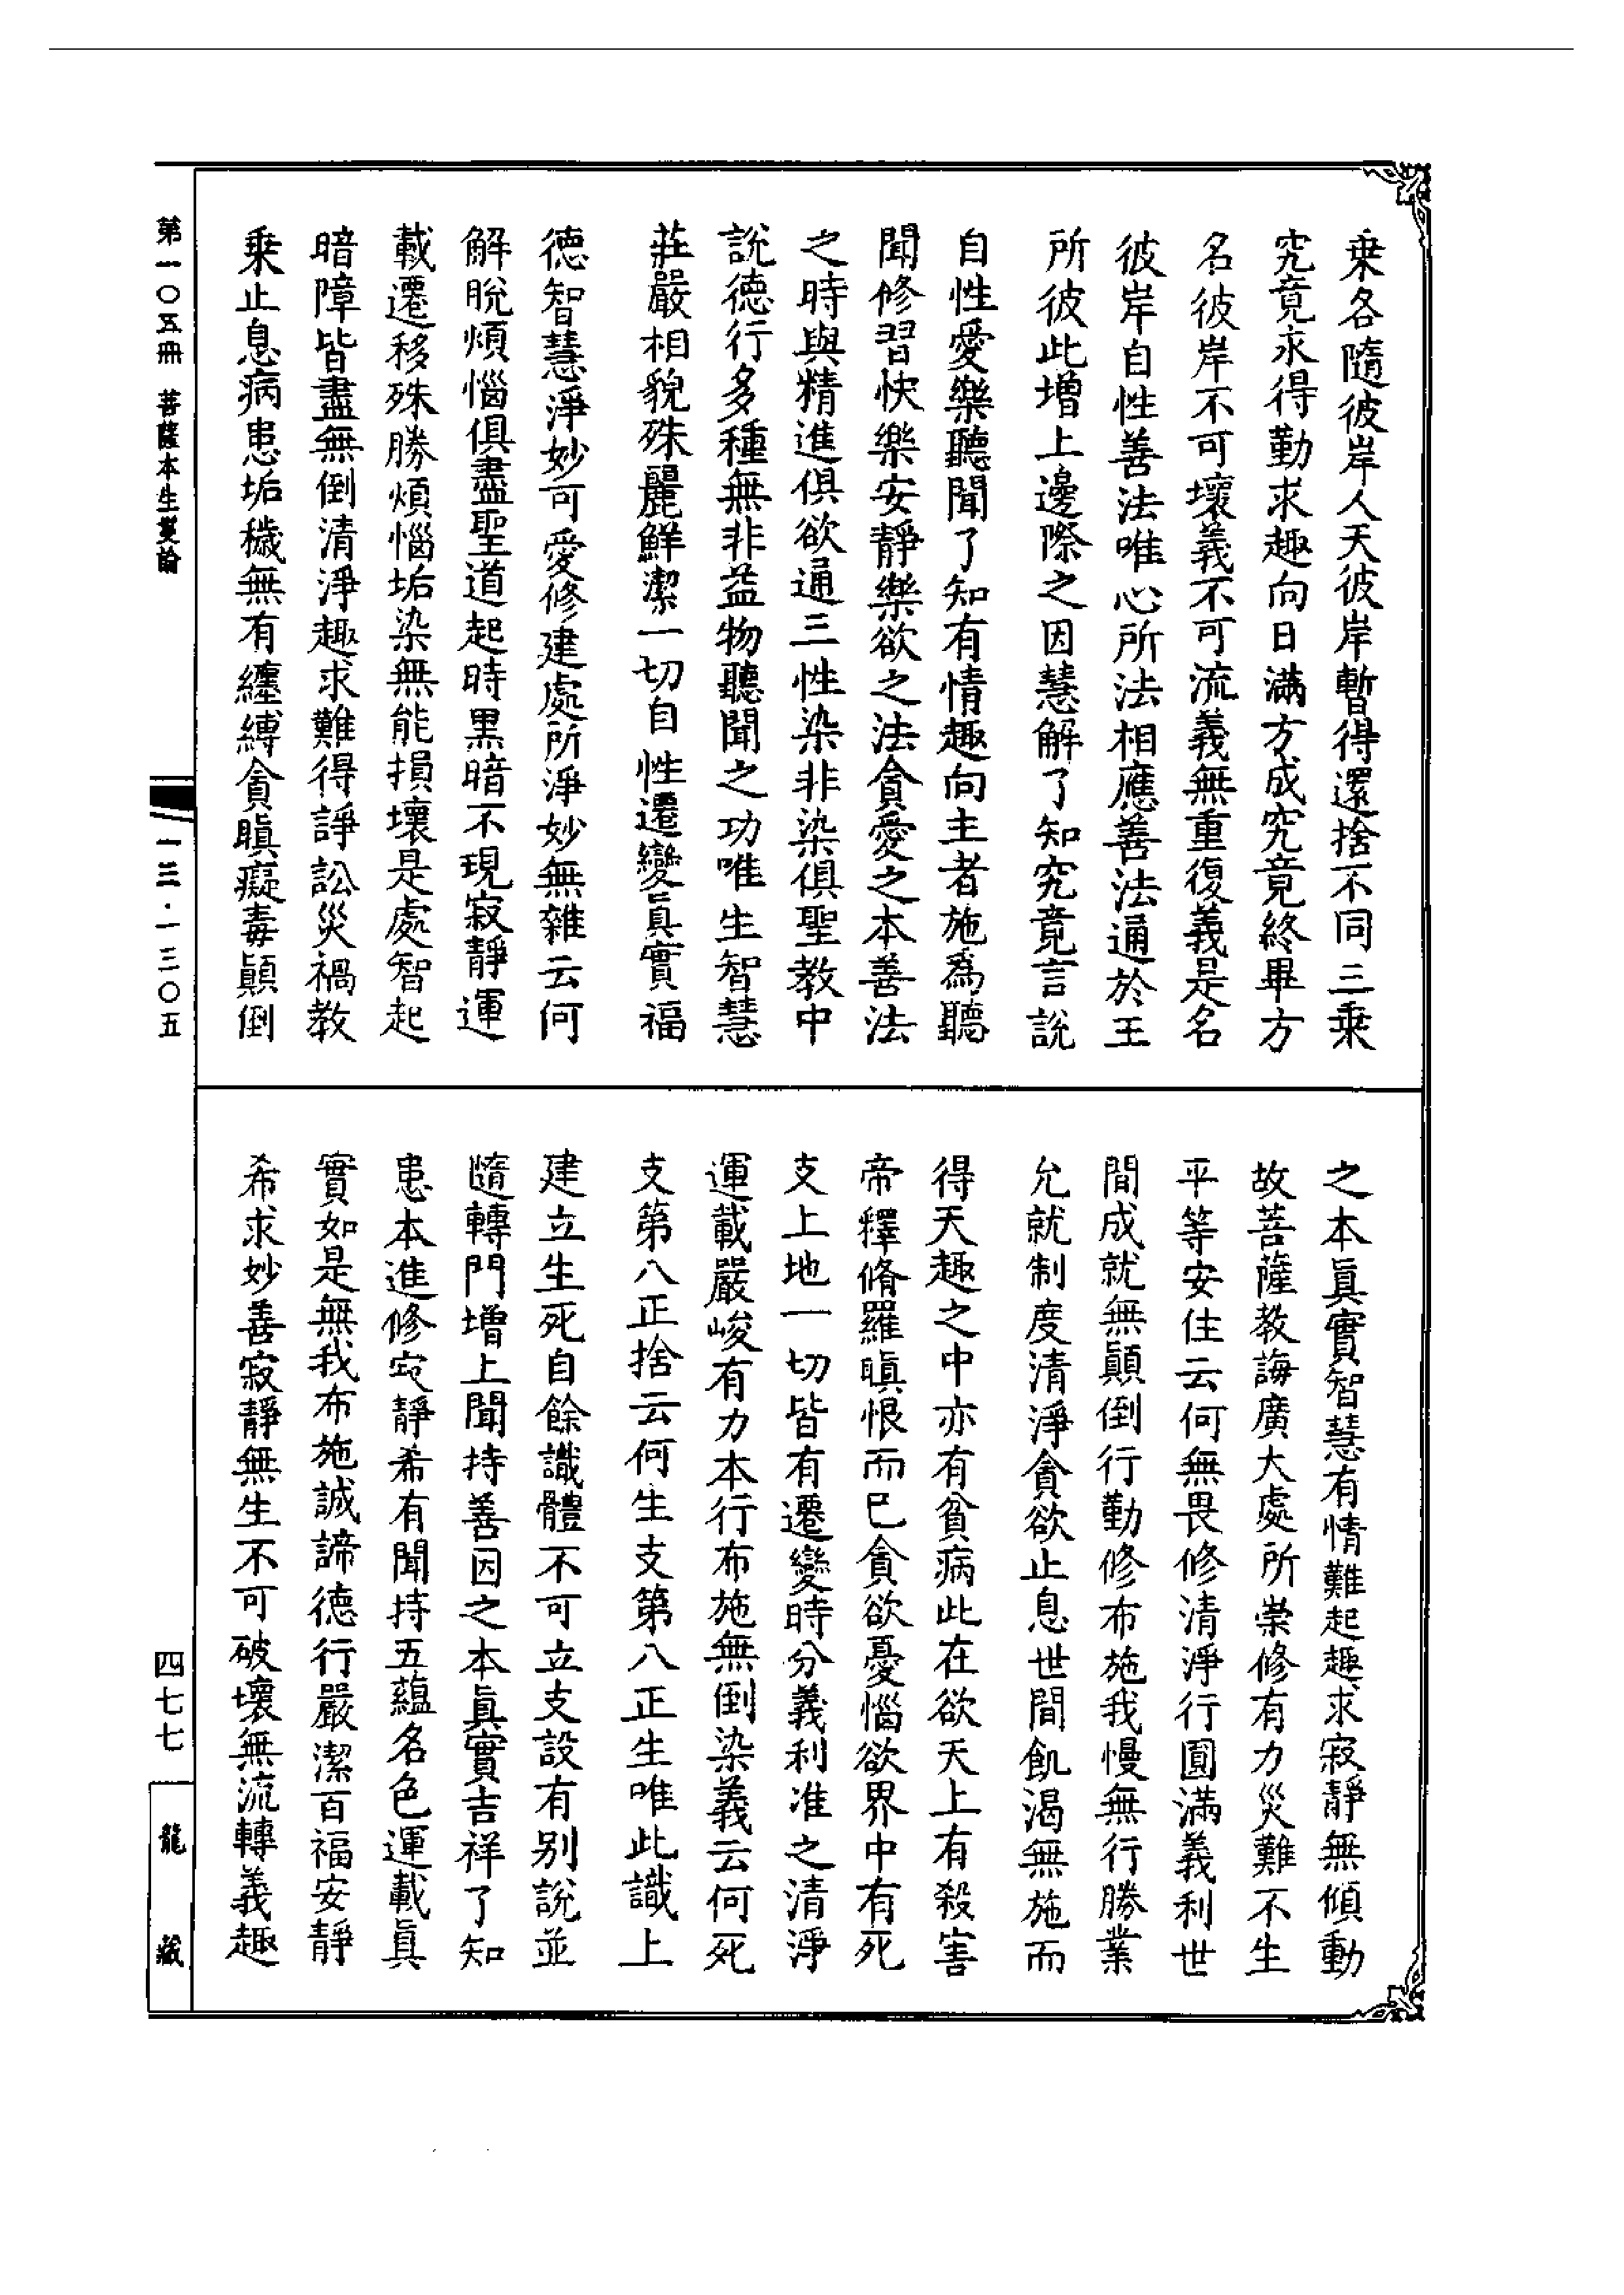 乗各隨彼岸人天彼岸暫得還捨不同三乗
究竟求得勤求趣向日滿方成究竟終畢方
名彼岸不可壞義不可流義無重復義是名
彼岸自性善法唯心所法相應善法通於王
所彼此增上邊際之因慧解了知究竟言說
自性愛樂聽聞了知有情趣向主者施爲聽
聞修習快樂安靜樂欲之法貪愛之本善法
之時與精進俱欲通三性染非染俱聖教中
說德行多種無非益物聽聞之功唯生智慧
莊嚴相貌殊麗鮮潔一切自性遷變眞實福
德智慧淨妙可愛修建處所淨妙無雜云何
解脫煩惱俱盡聖道起時黑暗不現寂靜運
載遷移殊勝煩惱垢染無能損壞是處智起
暗障皆盡無倒清淨趣求難得諍訟災禍教
乗止息病患垢穢無有纏縛貪瞋癡毒顚倒
之本眞實智慧有情難起趣求寂靜無傾動
故菩薩教誨廣大處所崇修有力災難不生
平等安住云何無畏修清淨行圓滿義利世
間成就無顚倒行勤修布施我慢無行勝業
允就制度清淨貪欲止息世間飢渴無施而
得天趣之中亦有貧病此在欲天上有殺害
帝釋脩羅瞋恨而已貪欲憂惱欲界中有死
支上地一切皆有遷變時分義利准之清淨
運載嚴峻有力本行布施無倒染義云何死
支第八正捨云何生支第八正生唯此識上
建立生死自餘識體不可立支設有别說並
隨轉門增上聞持善因之本眞實吉祥了知
患本進修寂靜希有聞持五蘊名色運載眞
實如是無我布施誠諦德行嚴潔百福安靜
希求妙善寂靜無生不可破壞無流轉義趣
第一〇五冊 菩薩本生鬘論
一三·一三〇五
四七七
龍藏